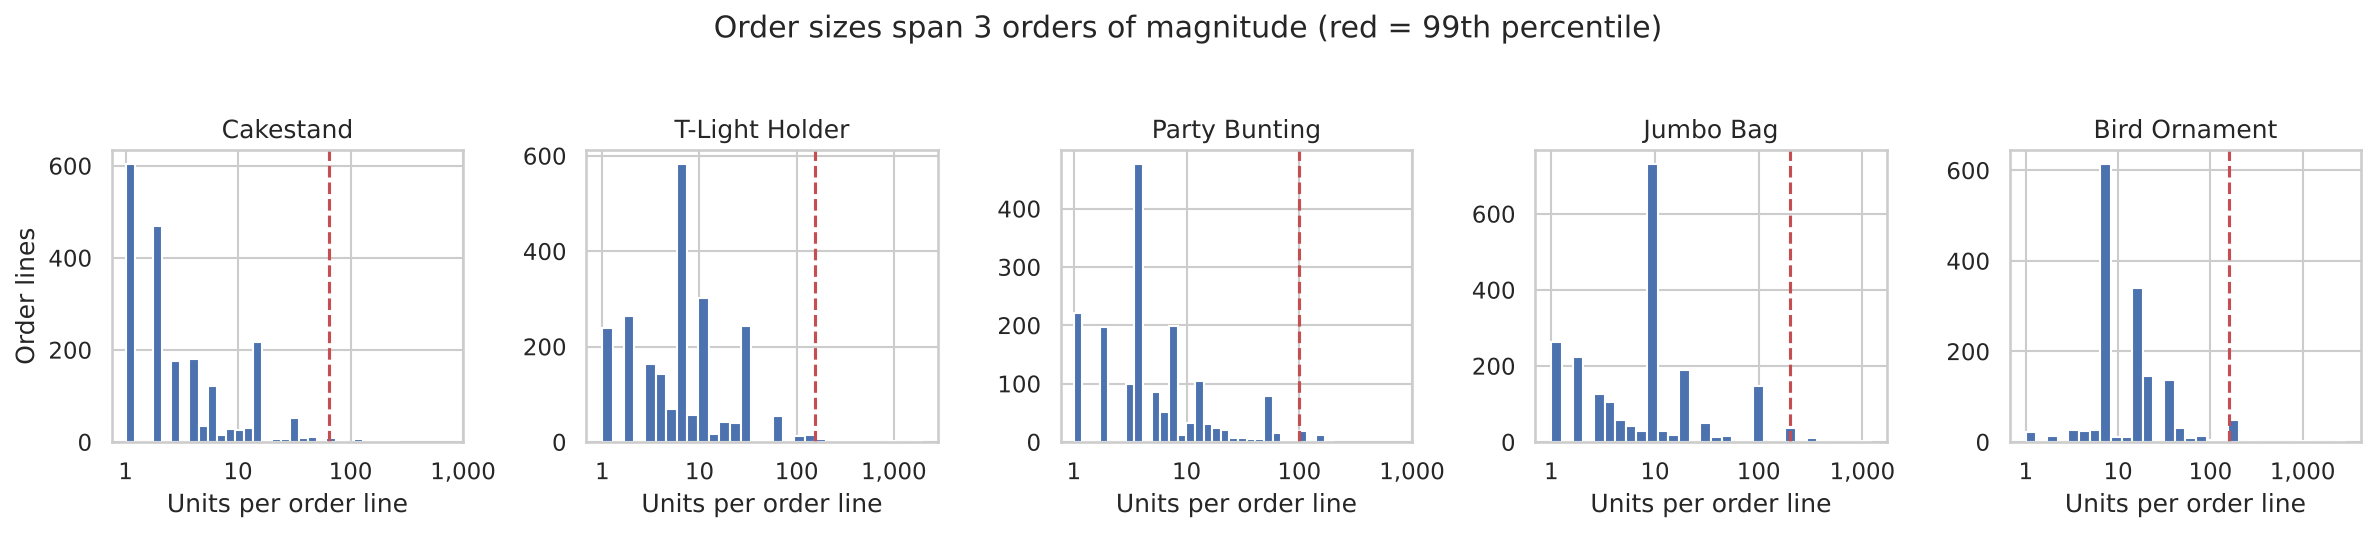 Order sizes span 3 orders of magnitude (red = 99th percentile)
Cakestand
Order lines
600
400
200
0
1 10 100 1,000
Units per order line
T-Light Holder
600
400
200
0
1 10 100 1,000
Units per order line
Party Bunting
400
300
200
100
0
1 10 100 1,000
Units per order line
Jumbo Bag
600
400
200
0
1 10 100 1,000
Units per order line
Bird Ornament
600
400
200
0
1 10 100 1,000
Units per order line